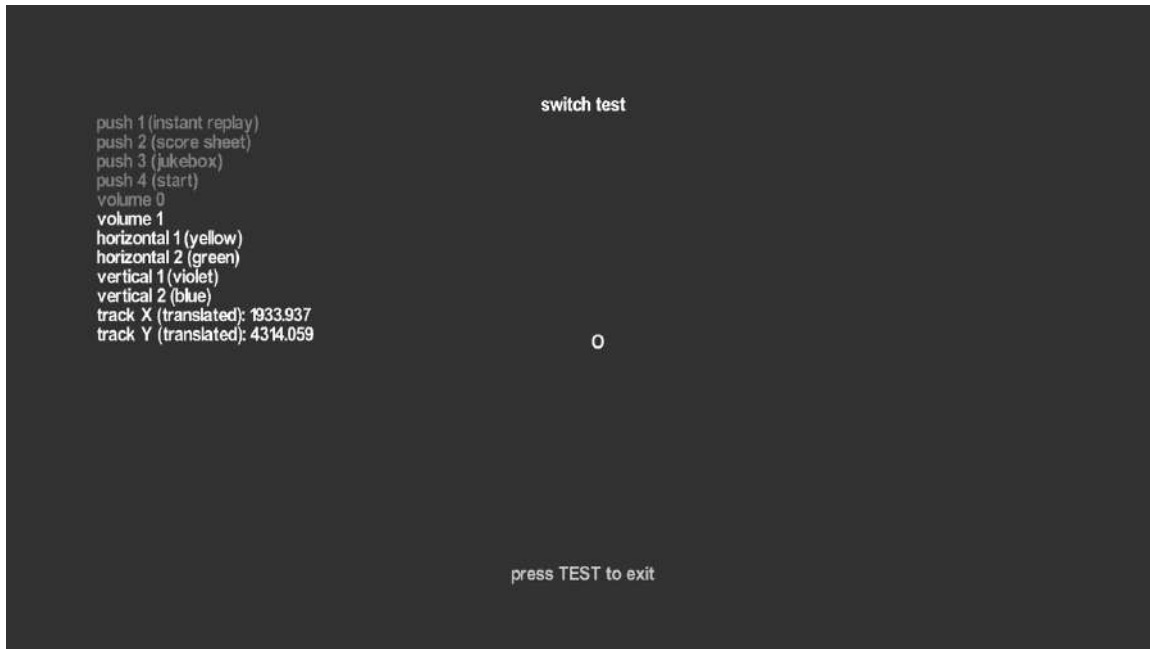 switch test
push 1 (instant replay)
push 2 (score sheet)
push 3 (jukebox)
push 4 (start)
volume 0
volume 1
horizontal 1 (yellow)
horizontal 2 (green)
vertical 1 (violet)
vertical 2 (blue)
track X (translated): 1933.937
track Y (translated): 4314.059
O
press TEST to exit